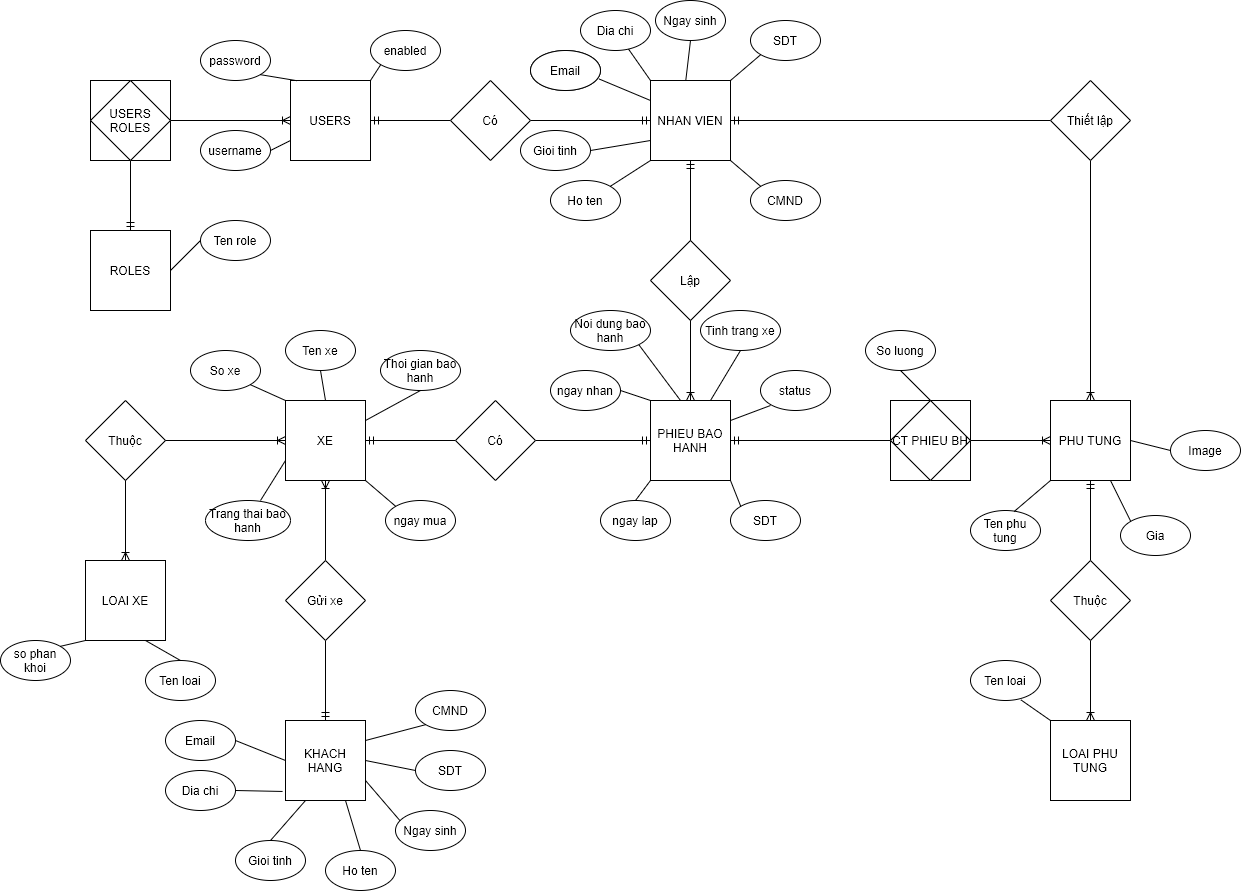 Ngay sinh
Dia chi
SDT
enabled
password
Email
USERS
ROLES
USERS
Có
NHAN VIEN
Thiết lập
username
Gioi tinh
Ho ten
CMND
Ten role
ROLES
Lập
Noi dung bao
hanh
Tinh trang xe
Ten xe
So luong
So xe
Thoi gian bao
hanh
ngay nhan
status
Thuộc
XE
Có
PHIEU BAO
HANH
CT PHIEU BH
PHU TUNG
Image
Trang thai bao
hanh
ngay mua
ngay lap
SDT
Ten phu
tung
Gia
LOAI XE
Gửi xe
Thuộc
so phan
khoi
Ten loai
Ten loai
CMND
Email
KHACH
HANG
SDT
LOAI PHU
TUNG
Dia chi
Ngay sinh
Gioi tinh
Ho ten